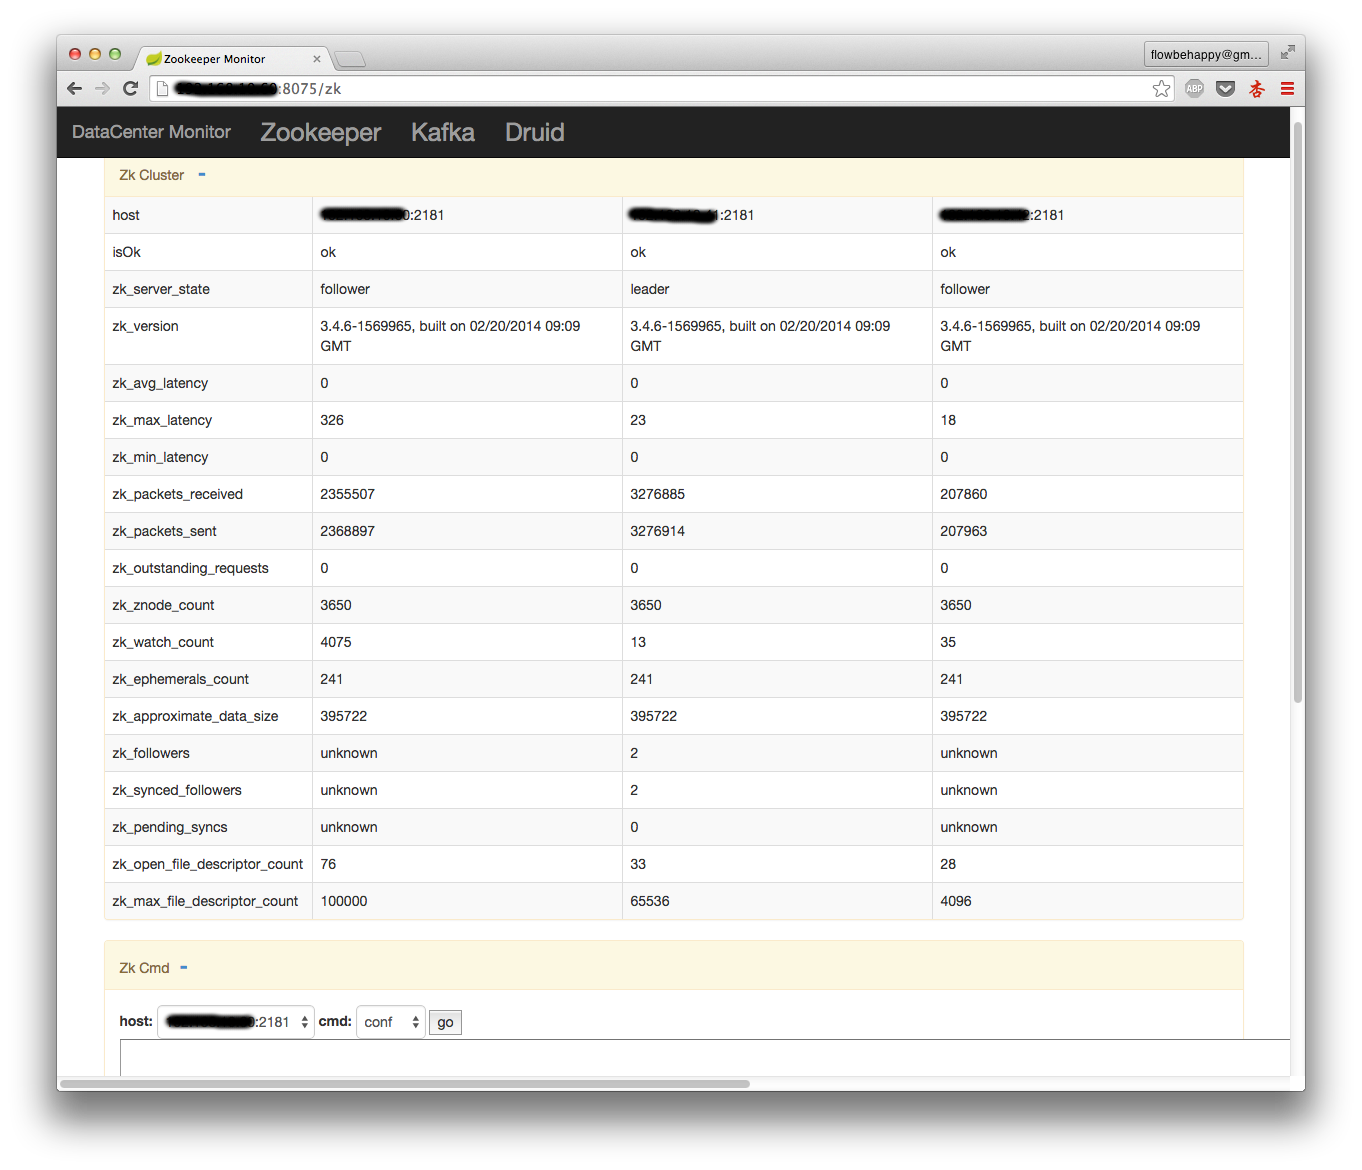 Zookeeper Monitor
flowbehappy@gm...
:8075/zk
ABP
杏
DataCenter Monitor Zookeeper Kafka Druid
Zk Cluster -
host :2181 :2181 :2181
isOk ok ok ok
zk_server_state follower leader follower
zk_version 3.4.6-1569965, built on 02/20/2014 09:09 GMT 3.4.6-1569965, built on 02/20/2014 09:09 GMT 3.4.6-1569965, built on 02/20/2014 09:09 GMT
zk_avg_latency 0 0 0
zk_max_latency 326 23 18
zk_min_latency 0 0 0
zk_packets_received 2355507 3276885 207860
zk_packets_sent 2368897 3276914 207963
zk_outstanding_requests 0 0 0
zk_znode_count 3650 3650 3650
zk_watch_count 4075 13 35
zk_ephemerals_count 241 241 241
zk_approximate_data_size 395722 395722 395722
zk_followers unknown 2 unknown
zk_synced_followers unknown 2 unknown
zk_pending_syncs unknown 0 unknown
zk_open_file_descriptor_count 76 33 28
zk_max_file_descriptor_count 100000 65536 4096
Zk Cmd -
host: :2181 cmd: conf go